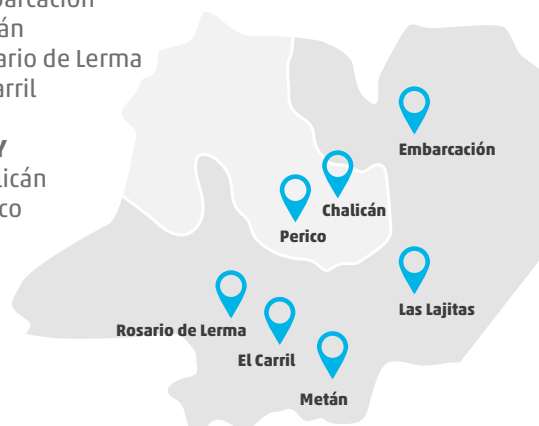 barcación
án
ario de Lerma
arril
Y
licán
co
Embarcación
Chalicán
Perico
Las Lajitas
Rosario de Lerma
El Carril
Metán